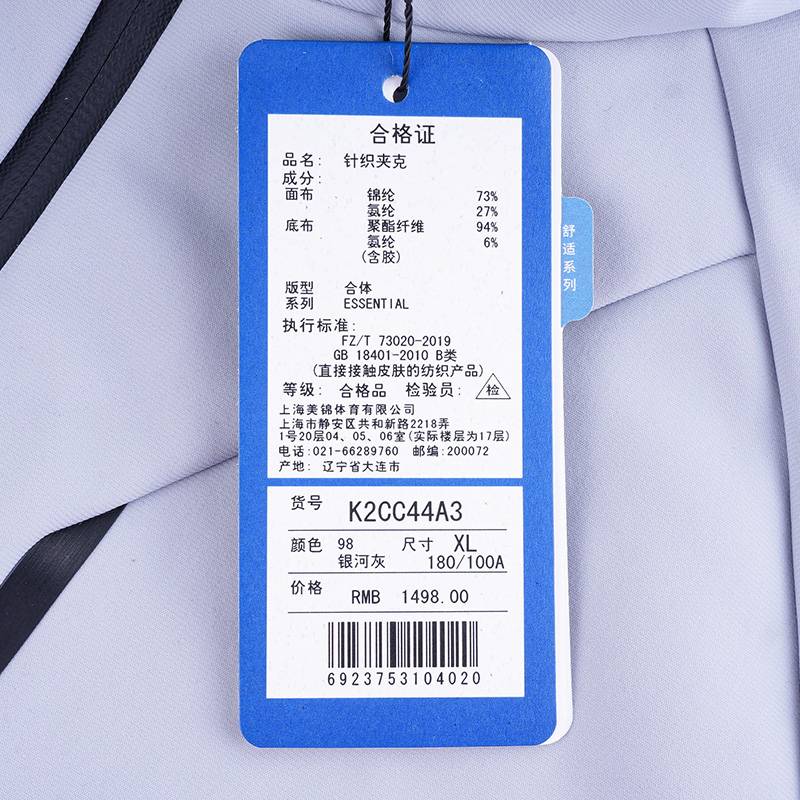 合格证
品名: 针织夹克
成分:
面布 锦纶 73%
氨纶 27%
底布 聚酯纤维 94%
氨纶 6%
(含胶)
版型 合体
系列 ESSENTIAL
执行标准:
FZ/T 73020-2019
GB 18401-2010 B类
(直接接触皮肤的纺织产品)
等级: 合格品 检验员: 检
上海美锦体育有限公司
上海市静安区共和新路2218弄
1号20层04、05、06室(实际楼层为17层)
电话:021-66289760 邮编:200072
产地: 辽宁省大连市
货号 K2CC44A3
颜色 98 尺寸 XL
银河灰 180/100A
价格 RMB 1498.00
6923753104020
舒适系列